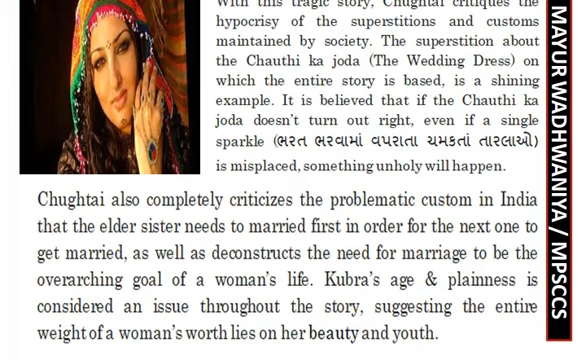 With this tragic story, Chughtai critiques the
hypocrisy of the superstitions and customs
maintained by society. The superstition about
the Chauthi ka joda (The Wedding Dress) on
which the entire story is based, is a shining
example. It is believed that if the Chauthi ka
joda doesn’t turn out right, even if a single
sparkle (ભરત ભરવામાં વપરાતા ચમકતાં તારલાઓ)
is misplaced, something unholy will happen.
Chughtai also completely criticizes the problematic custom in India
that the elder sister needs to married first in order for the next one to
get married, as well as deconstructs the need for marriage to be the
overarching goal of a woman’s life. Kubra’s age & plainness is
considered an issue throughout the story, suggesting the entire
weight of a woman’s worth lies on her beauty and youth.
MAYUR WADHWANIYA / MPSCCS